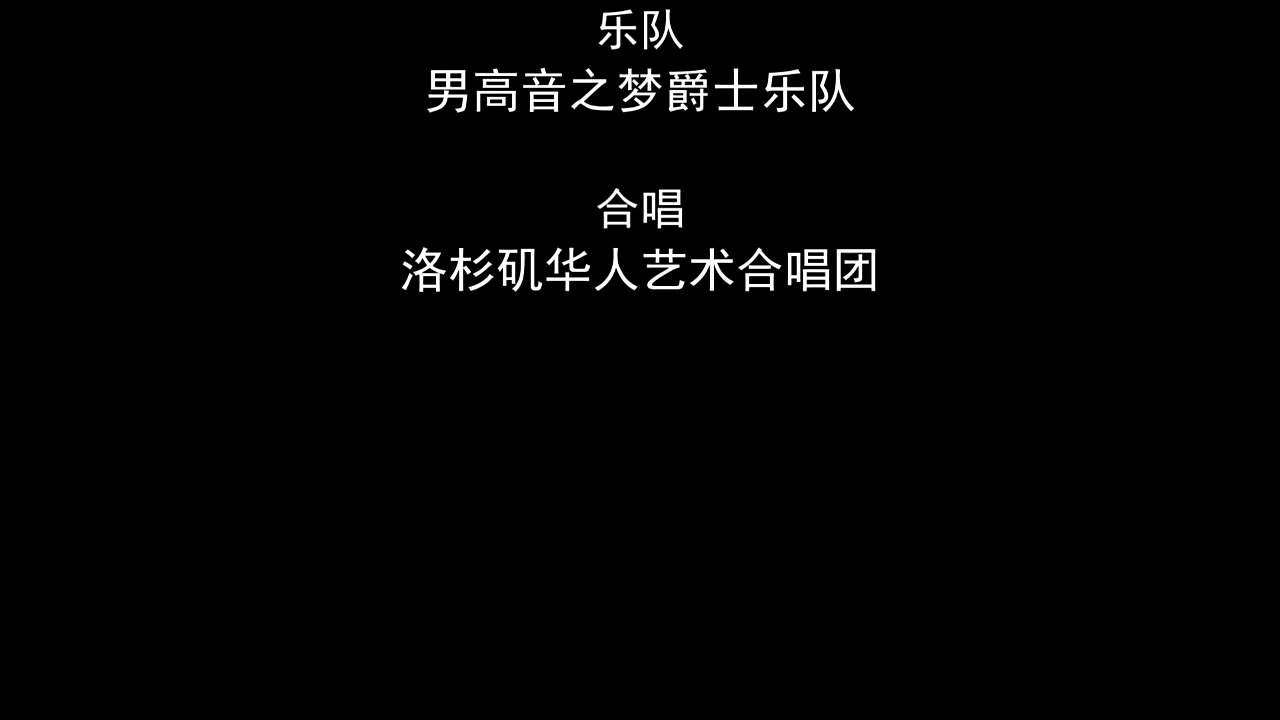 乐队
男高音之梦爵士乐队
合唱
洛杉矶华人艺术合唱团